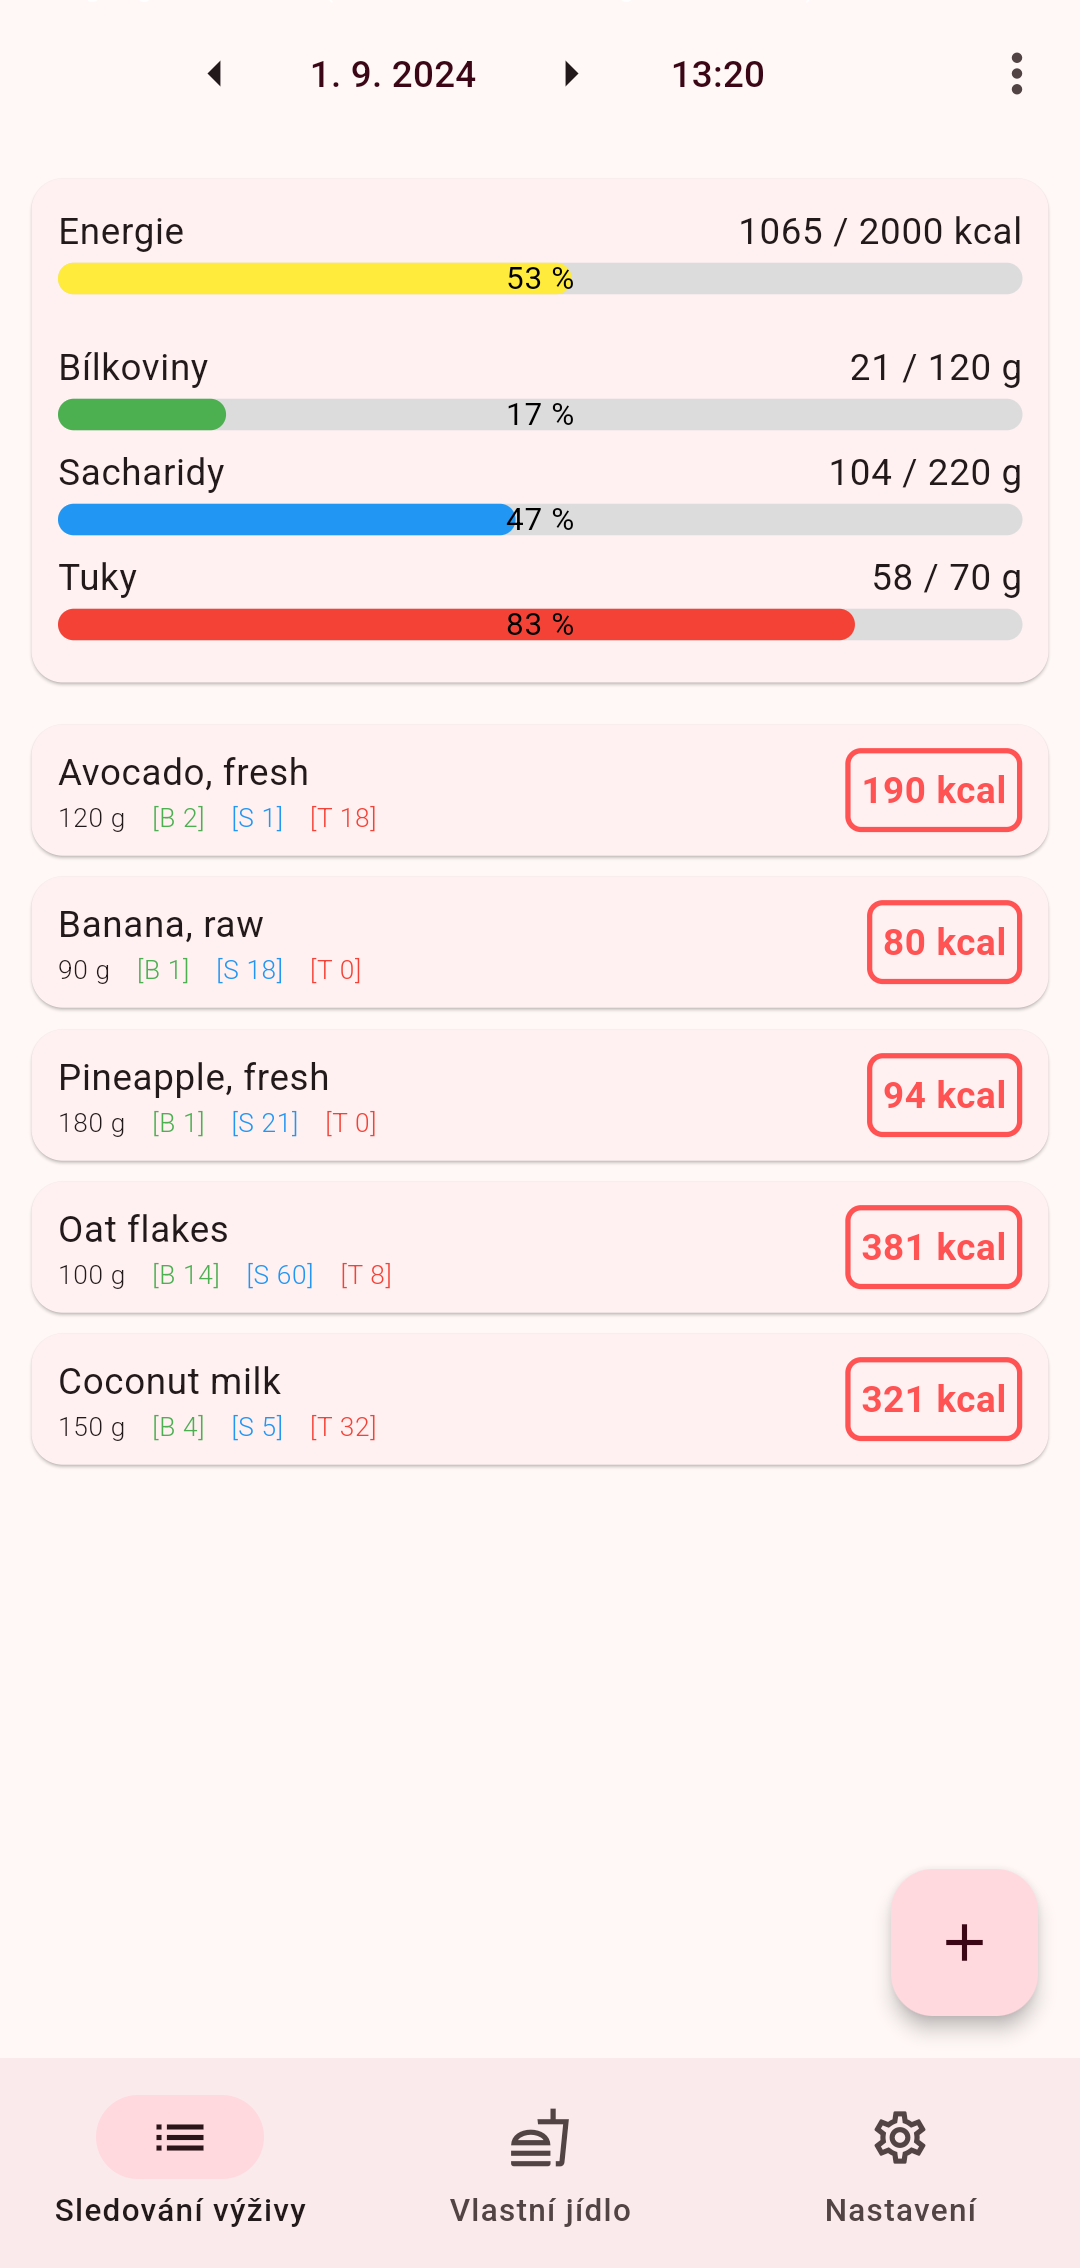 1. 9. 2024 13:20
Energie 1065 / 2000 kcal
53 %
Bílkoviny 21 / 120 g
17 %
Sacharidy 104 / 220 g
47 %
Tuky 58 / 70 g
83 %
Avocado, fresh
120 g [B 2] [S 1] [T 18]
190 kcal
Banana, raw
90 g [B 1] [S 18] [T 0]
80 kcal
Pineapple, fresh
180 g [B 1] [S 21] [T 0]
94 kcal
Oat flakes
100 g [B 14] [S 60] [T 8]
381 kcal
Coconut milk
150 g [B 4] [S 5] [T 32]
321 kcal
Sledování výživy Vlastní jídlo Nastavení